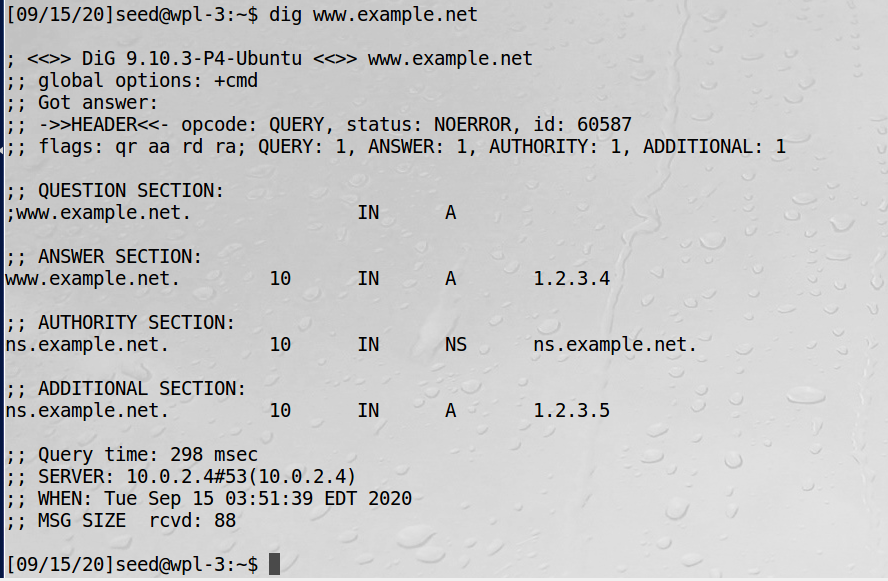 [09/15/20]seed@wpl-3:~$ dig www.example.net
; <<>> DiG 9.10.3-P4-Ubuntu <<>> www.example.net
;; global options: +cmd
;; Got answer:
;; ->>HEADER<<- opcode: QUERY, status: NOERROR, id: 60587
;; flags: qr aa rd ra; QUERY: 1, ANSWER: 1, AUTHORITY: 1, ADDITIONAL: 1
;; QUESTION SECTION:
;www.example.net. IN A
;; ANSWER SECTION:
www.example.net. 10 IN A 1.2.3.4
;; AUTHORITY SECTION:
ns.example.net. 10 IN NS ns.example.net.
;; ADDITIONAL SECTION:
ns.example.net. 10 IN A 1.2.3.5
;; Query time: 298 msec
;; SERVER: 10.0.2.4#53(10.0.2.4)
;; WHEN: Tue Sep 15 03:51:39 EDT 2020
;; MSG SIZE rcvd: 88
[09/15/20]seed@wpl-3:~$